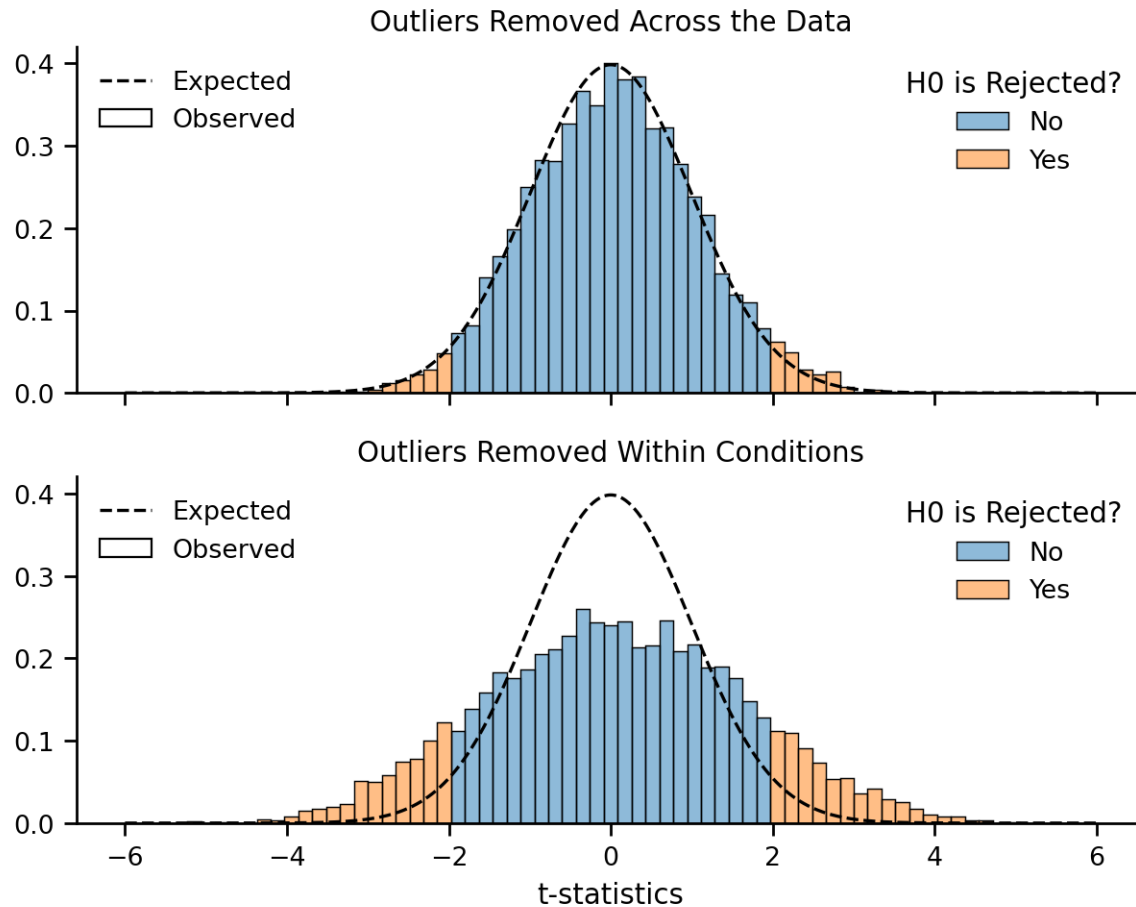 Outliers Removed Across the Data
0.4
0.3
0.2
0.1
0.0
Expected
Observed
H0 is Rejected?
No
Yes
Outliers Removed Within Conditions
0.4
0.3
0.2
0.1
0.0
Expected
Observed
H0 is Rejected?
No
Yes
−6 −4 −2 0 2 4 6
t-statistics